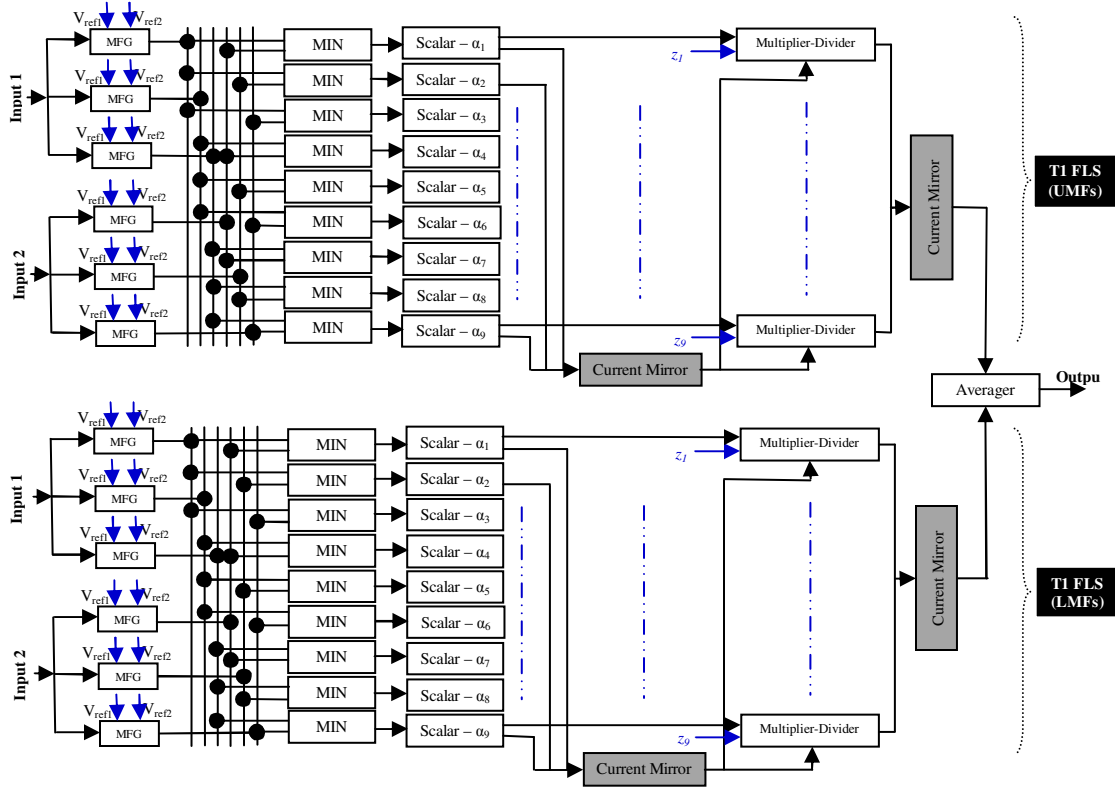 Input 1
Vref1 Vref2
MFG
Vref1 Vref2
MFG
Vref1 Vref2
MFG
Input 2
Vref1 Vref2
MFG
Vref1 Vref2
MFG
Vref1 Vref2
MFG
MIN
MIN
MIN
MIN
MIN
MIN
MIN
MIN
MIN
Scalar – α1
Scalar – α2
Scalar – α3
Scalar – α4
Scalar – α5
Scalar – α6
Scalar – α7
Scalar – α8
Scalar – α9
Current Mirror
z1
Multiplier-Divider
z9
Multiplier-Divider
Current Mirror
T1 FLS
(UMFs)
Averager
Outpu
Input 1
Vref1 Vref2
MFG
Vref1 Vref2
MFG
Vref1 Vref2
MFG
Input 2
Vref1 Vref2
MFG
Vref1 Vref2
MFG
Vref1 Vref2
MFG
MIN
MIN
MIN
MIN
MIN
MIN
MIN
MIN
MIN
Scalar – α1
Scalar – α2
Scalar – α3
Scalar – α4
Scalar – α5
Scalar – α6
Scalar – α7
Scalar – α8
Scalar – α9
Current Mirror
z1
Multiplier-Divider
z9
Multiplier-Divider
Current Mirror
T1 FLS
(LMFs)